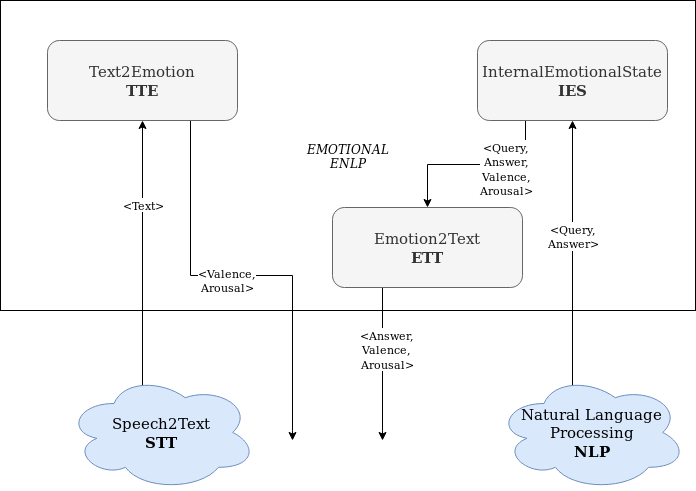 Text2Emotion
TTE
InternalEmotionalState
IES
EMOTIONAL
ENLP
<Query,
Answer,
Valence,
Arousal>
<Text>
Emotion2Text
ETT
<Query,
Answer>
<Valence,
Arousal>
<Answer,
Valence,
Arousal>
Speech2Text
STT
Natural Language
Processing
NLP